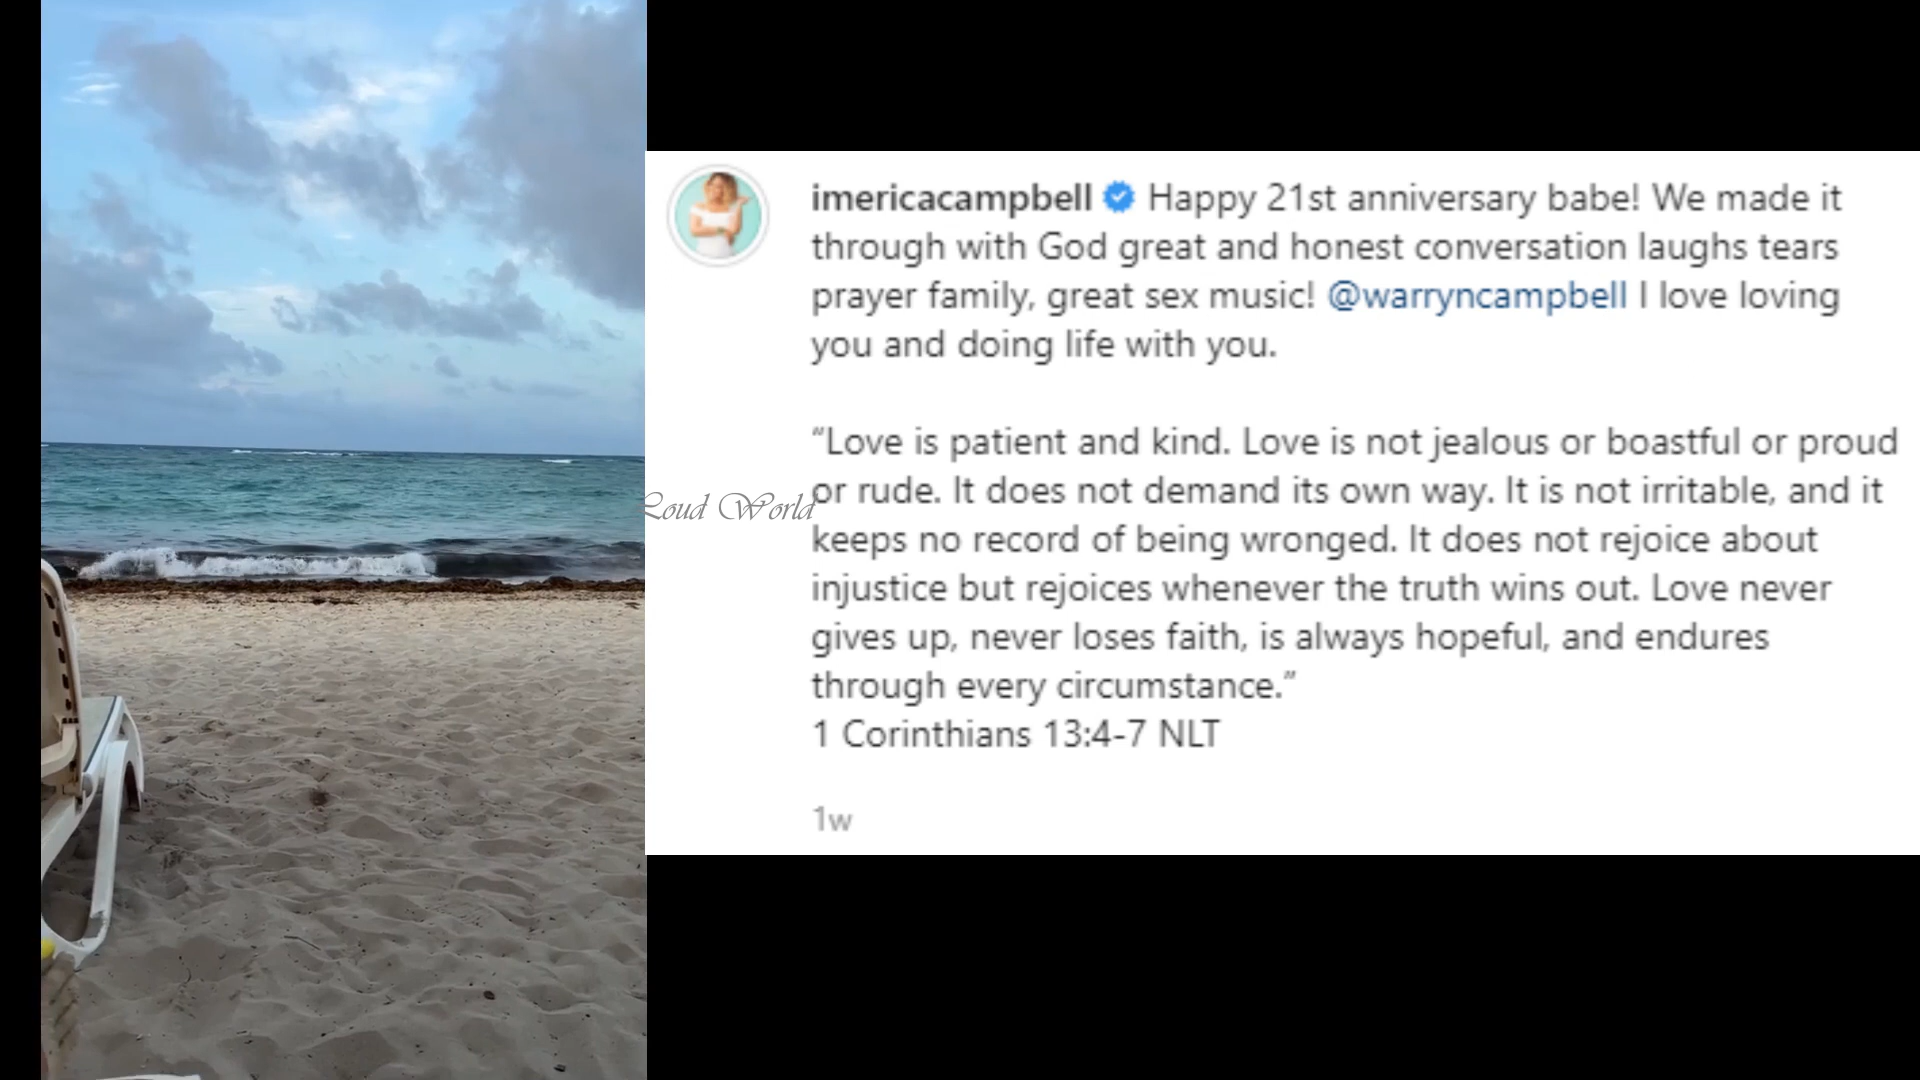 imericacampbell Happy 21st anniversary babe! We made it
through with God great and honest conversation laughs tears
prayer family, great sex music! @warryncampbell I love loving
you and doing life with you.
“Love is patient and kind. Love is not jealous or boastful or proud
or rude. It does not demand its own way. It is not irritable, and it
keeps no record of being wronged. It does not rejoice about
injustice but rejoices whenever the truth wins out. Love never
gives up, never loses faith, is always hopeful, and endures
through every circumstance.”
1 Corinthians 13:4-7 NLT
1w
Loud World